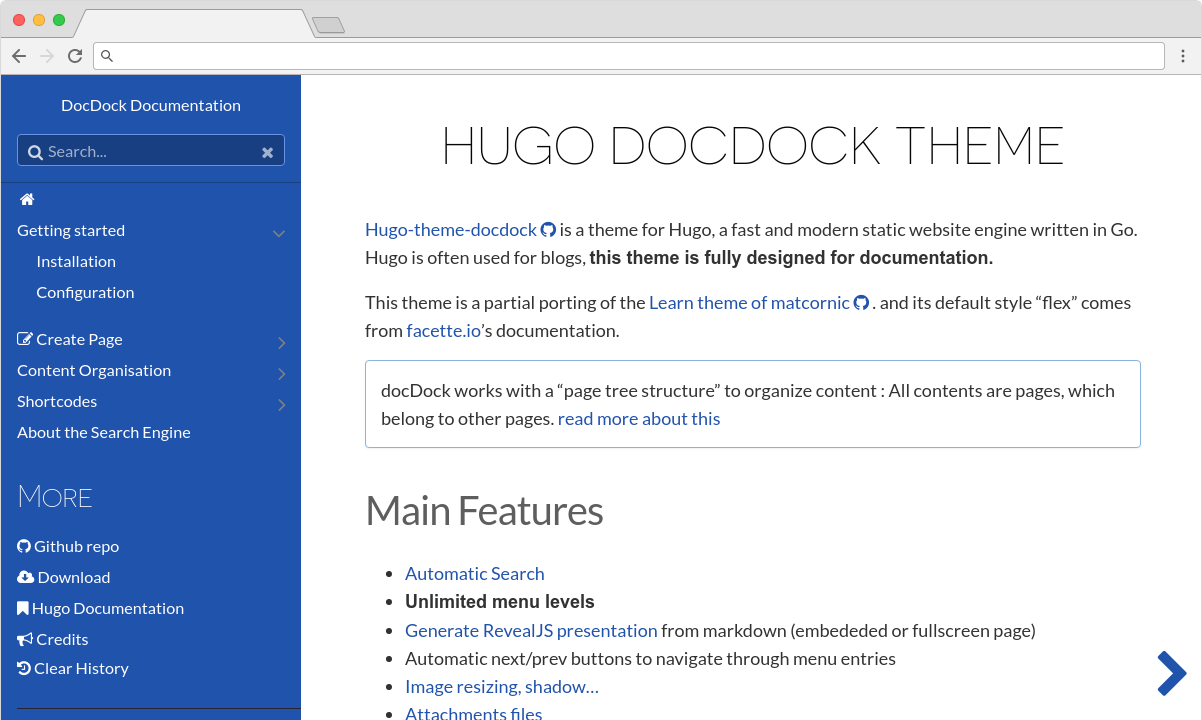 DocDock Documentation
Search...
Getting started
Installation
Configuration
Create Page
Content Organisation
Shortcodes
About the Search Engine
More
Github repo
Download
Hugo Documentation
Credits
Clear History
HUGO DOCDOCK THEME
Hugo-theme-docdock is a theme for Hugo, a fast and modern static website engine written in Go.
Hugo is often used for blogs, this theme is fully designed for documentation.
This theme is a partial porting of the Learn theme of matcornic . and its default style “flex” comes
from facette.io’s documentation.
docDock works with a “page tree structure” to organize content : All contents are pages, which
belong to other pages. read more about this
Main Features
Automatic Search
Unlimited menu levels
Generate RevealJS presentation from markdown (embededed or fullscreen page)
Automatic next/prev buttons to navigate through menu entries
Image resizing, shadow…
Attachments files